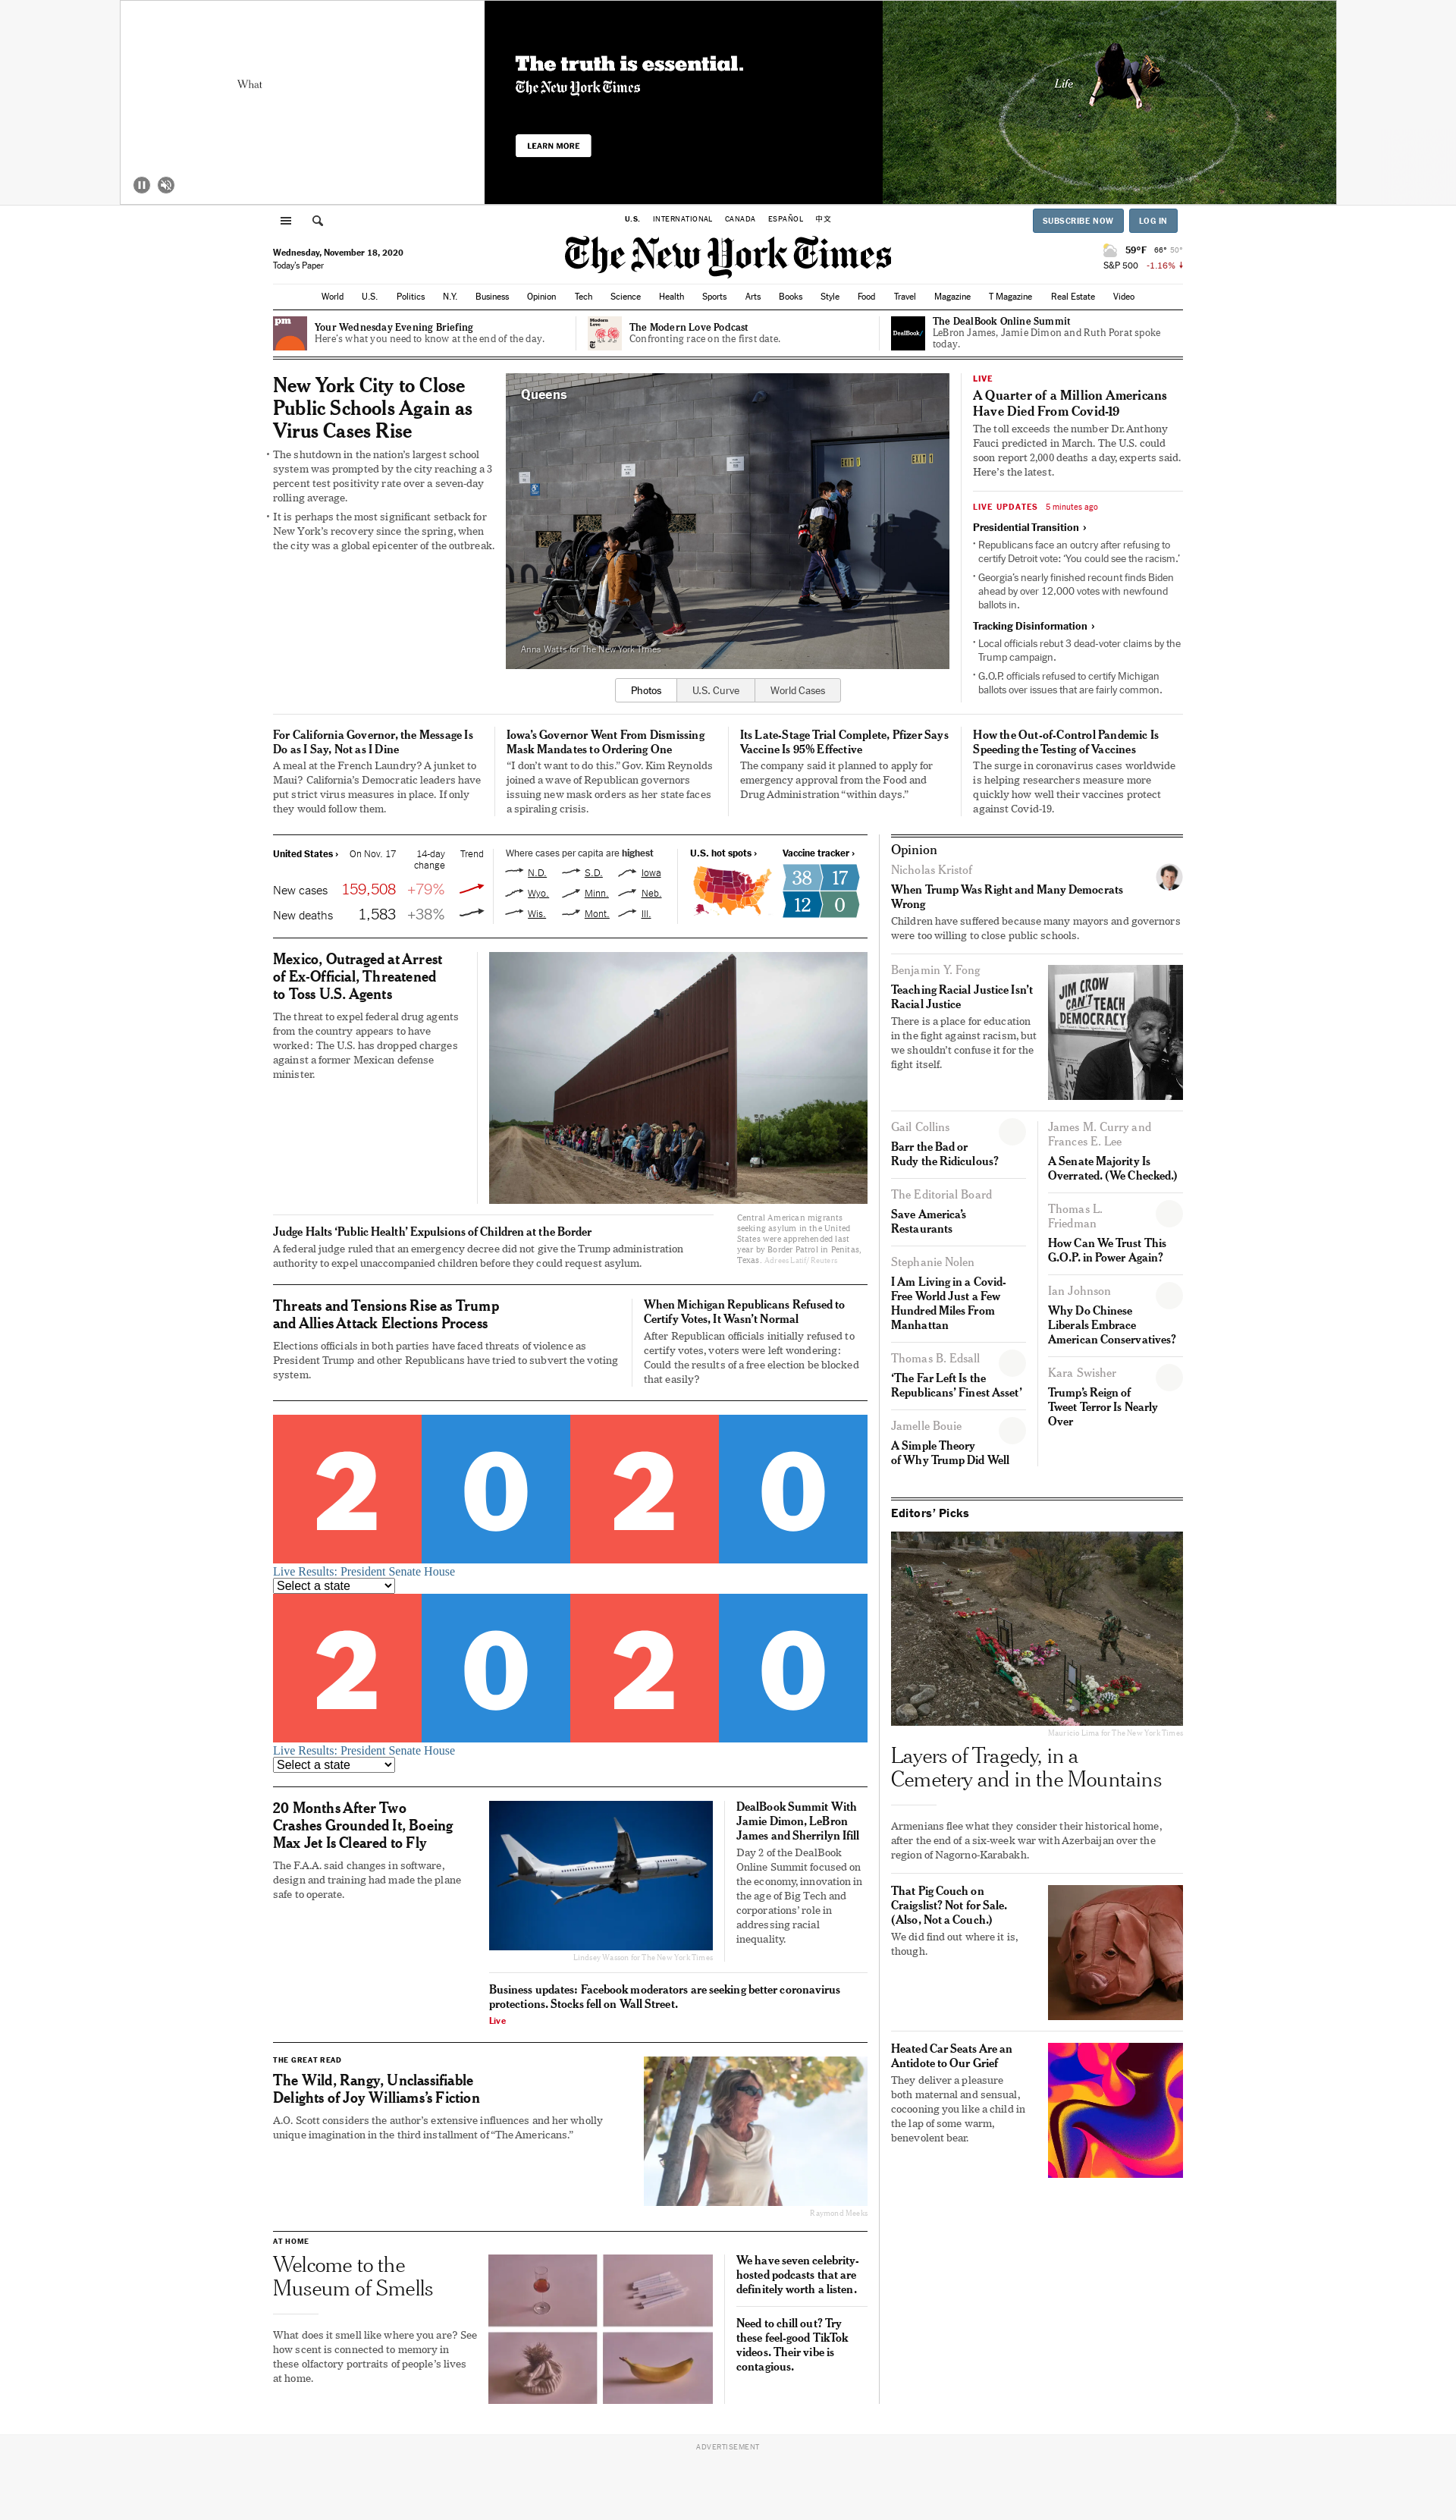 What
The truth is essential.
The New York Times
LEARN MORE
Life
U.S. INTERNATIONAL CANADA ESPAÑOL 中文
SUBSCRIBE NOW LOG IN
Wednesday, November 18, 2020
Today's Paper
The New York Times
59°F 66° 50°
S&P 500 -1.16%
World U.S. Politics N.Y. Business Opinion Tech Science Health Sports Arts Books Style Food Travel Magazine T Magazine Real Estate Video
pm
Your Wednesday Evening Briefing
Here's what you need to know at the end of the day.
Modern
Love
The Modern Love Podcast
Confronting race on the first date.
DealBook/
The DealBook Online Summit
LeBron James, Jamie Dimon and Ruth Porat spoke
today.
New York City to Close
Public Schools Again as
Virus Cases Rise
• The shutdown in the nation's largest school
system was prompted by the city reaching a 3
percent test positivity rate over a seven-day
rolling average.
• It is perhaps the most significant setback for
New York's recovery since the spring, when
the city was a global epicenter of the outbreak.
Queens
EXIT EXIT
Anna Watts for The New York Times
Photos U.S. Curve World Cases
LIVE
A Quarter of a Million Americans
Have Died From Covid-19
The toll exceeds the number Dr. Anthony
Fauci predicted in March. The U.S. could
soon report 2,000 deaths a day, experts said.
Here's the latest.
LIVE UPDATES 5 minutes ago
Presidential Transition ›
• Republicans face an outcry after refusing to
certify Detroit vote: 'You could see the racism.'
• Georgia's nearly finished recount finds Biden
ahead by over 12,000 votes with newfound
ballots in.
Tracking Disinformation ›
• Local officials rebut 3 dead-voter claims by the
Trump campaign.
• G.O.P. officials refused to certify Michigan
ballots over issues that are fairly common.
For California Governor, the Message Is
Do as I Say, Not as I Dine
A meal at the French Laundry? A junket to
Maui? California's Democratic leaders have
put strict virus measures in place. If only
they would follow them.
Iowa's Governor Went From Dismissing
Mask Mandates to Ordering One
“I don't want to do this.” Gov. Kim Reynolds
joined a wave of Republican governors
issuing new mask orders as her state faces
a spiraling crisis.
Its Late-Stage Trial Complete, Pfizer Says
Vaccine Is 95% Effective
The company said it planned to apply for
emergency approval from the Food and
Drug Administration “within days.”
How the Out-of-Control Pandemic Is
Speeding the Testing of Vaccines
The surge in coronavirus cases worldwide
is helping researchers measure more
quickly how well their vaccines protect
against Covid-19.
United States › On Nov. 17 14-day change Trend
New cases 159,508 +79%
New deaths 1,583 +38%
Where cases per capita are highest
N.D. S.D. Iowa
Wyo. Minn. Neb.
Wis. Mont. Ill.
U.S. hot spots ›
Vaccine tracker ›
38 17
12 0
Mexico, Outraged at Arrest
of Ex-Official, Threatened
to Toss U.S. Agents
The threat to expel federal drug agents
from the country appears to have
worked: The U.S. has dropped charges
against a former Mexican defense
minister.
Judge Halts ‘Public Health’ Expulsions of Children at the Border
A federal judge ruled that an emergency decree did not give the Trump administration
authority to expel unaccompanied children before they could request asylum.
Central American migrants
seeking asylum in the United
States were apprehended last
year by Border Patrol in Penitas,
Texas. Adrees Latif/Reuters
Threats and Tensions Rise as Trump
and Allies Attack Elections Process
Elections officials in both parties have faced threats of violence as
President Trump and other Republicans have tried to subvert the voting
system.
When Michigan Republicans Refused to
Certify Votes, It Wasn't Normal
After Republican officials initially refused to
certify votes, voters were left wondering:
Could the results of a free election be blocked
that easily?
2020
Live Results: President Senate House
Select a state
2020
Live Results: President Senate House
Select a state
20 Months After Two
Crashes Grounded It, Boeing
Max Jet Is Cleared to Fly
The F.A.A. said changes in software,
design and training had made the plane
safe to operate.
Lindsey Wasson for The New York Times
DealBook Summit With
Jamie Dimon, LeBron
James and Sherrilyn Ifill
Day 2 of the DealBook
Online Summit focused on
the economy, innovation in
the age of Big Tech and
corporations' role in
addressing racial
inequality.
Business updates: Facebook moderators are seeking better coronavirus
protections. Stocks fell on Wall Street.
Live
THE GREAT READ
The Wild, Rangy, Unclassifiable
Delights of Joy Williams's Fiction
A.O. Scott considers the author's extensive influences and her wholly
unique imagination in the third installment of “The Americans.”
Raymond Meeks
AT HOME
Welcome to the
Museum of Smells
What does it smell like where you are? See
how scent is connected to memory in
these olfactory portraits of people's lives
at home.
We have seven celebrity-
hosted podcasts that are
definitely worth a listen.
Need to chill out? Try
these feel-good TikTok
videos. Their vibe is
contagious.
Opinion
Nicholas Kristof
When Trump Was Right and Many Democrats
Wrong
Children have suffered because many mayors and governors
were too willing to close public schools.
Benjamin Y. Fong
Teaching Racial Justice Isn't
Racial Justice
There is a place for education
in the fight against racism, but
we shouldn't confuse it for the
fight itself.
JIM CROW
CAN'T TEACH
DEMOCRACY
Gail Collins
Barr the Bad or
Rudy the Ridiculous?
The Editorial Board
Save America's
Restaurants
Stephanie Nolen
I Am Living in a Covid-
Free World Just a Few
Hundred Miles From
Manhattan
Thomas B. Edsall
‘The Far Left Is the
Republicans’ Finest Asset’
Jamelle Bouie
A Simple Theory
of Why Trump Did Well
James M. Curry and
Frances E. Lee
A Senate Majority Is
Overrated. (We Checked.)
Thomas L.
Friedman
How Can We Trust This
G.O.P. in Power Again?
Ian Johnson
Why Do Chinese
Liberals Embrace
American Conservatives?
Kara Swisher
Trump's Reign of
Tweet Terror Is Nearly
Over
Editors' Picks
Mauricio Lima for The New York Times
Layers of Tragedy, in a
Cemetery and in the Mountains
Armenians flee what they consider their historical home,
after the end of a six-week war with Azerbaijan over the
region of Nagorno-Karabakh.
That Pig Couch on
Craigslist? Not for Sale.
(Also, Not a Couch.)
We did find out where it is,
though.
Heated Car Seats Are an
Antidote to Our Grief
They deliver a pleasure
both maternal and sensual,
cocooning you like a child in
the lap of some warm,
benevolent bear.
ADVERTISEMENT